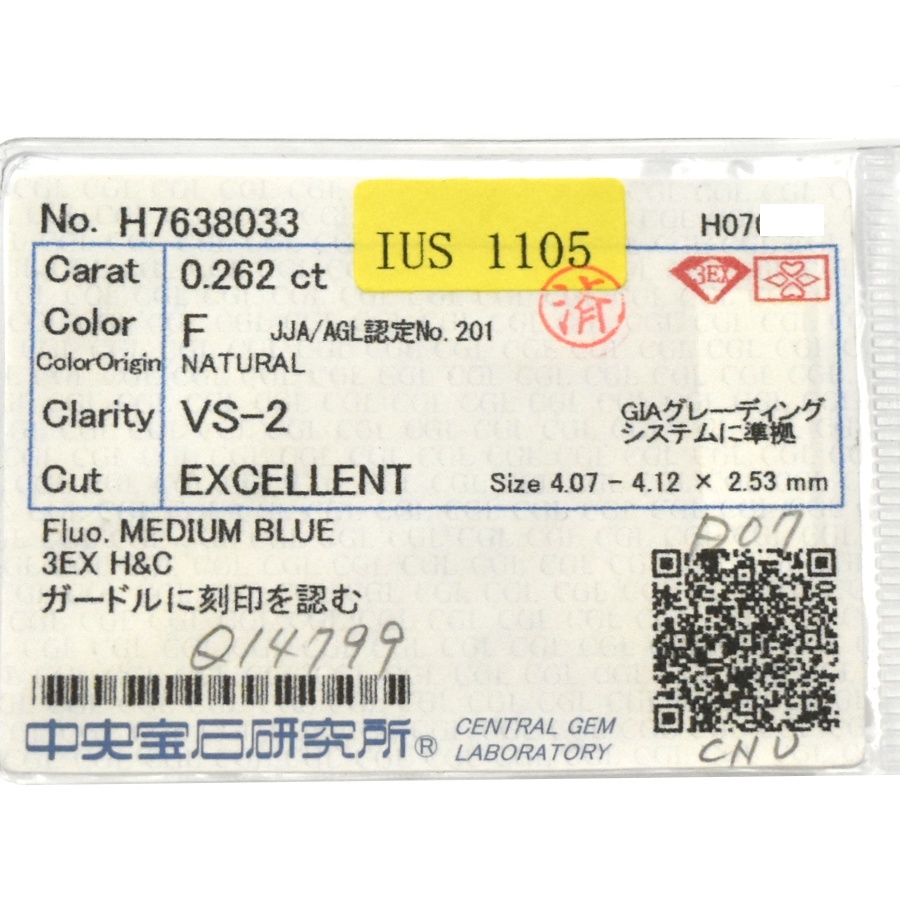 No. H7638033
IUS 1105
H070
Carat 0.262 ct
3EX
済
Color F JJA/AGL認定No.201
ColorOrigin NATURAL
Clarity VS-2
GIAグレーディング
システムに準拠
Cut EXCELLENT Size 4.07 - 4.12 × 2.53 mm
Fluo. MEDIUM BLUE
3EX H&C
ガードルに刻印を認む
P07
Q14799
中央宝石研究所® CENTRAL GEM
LABORATORY
CNU